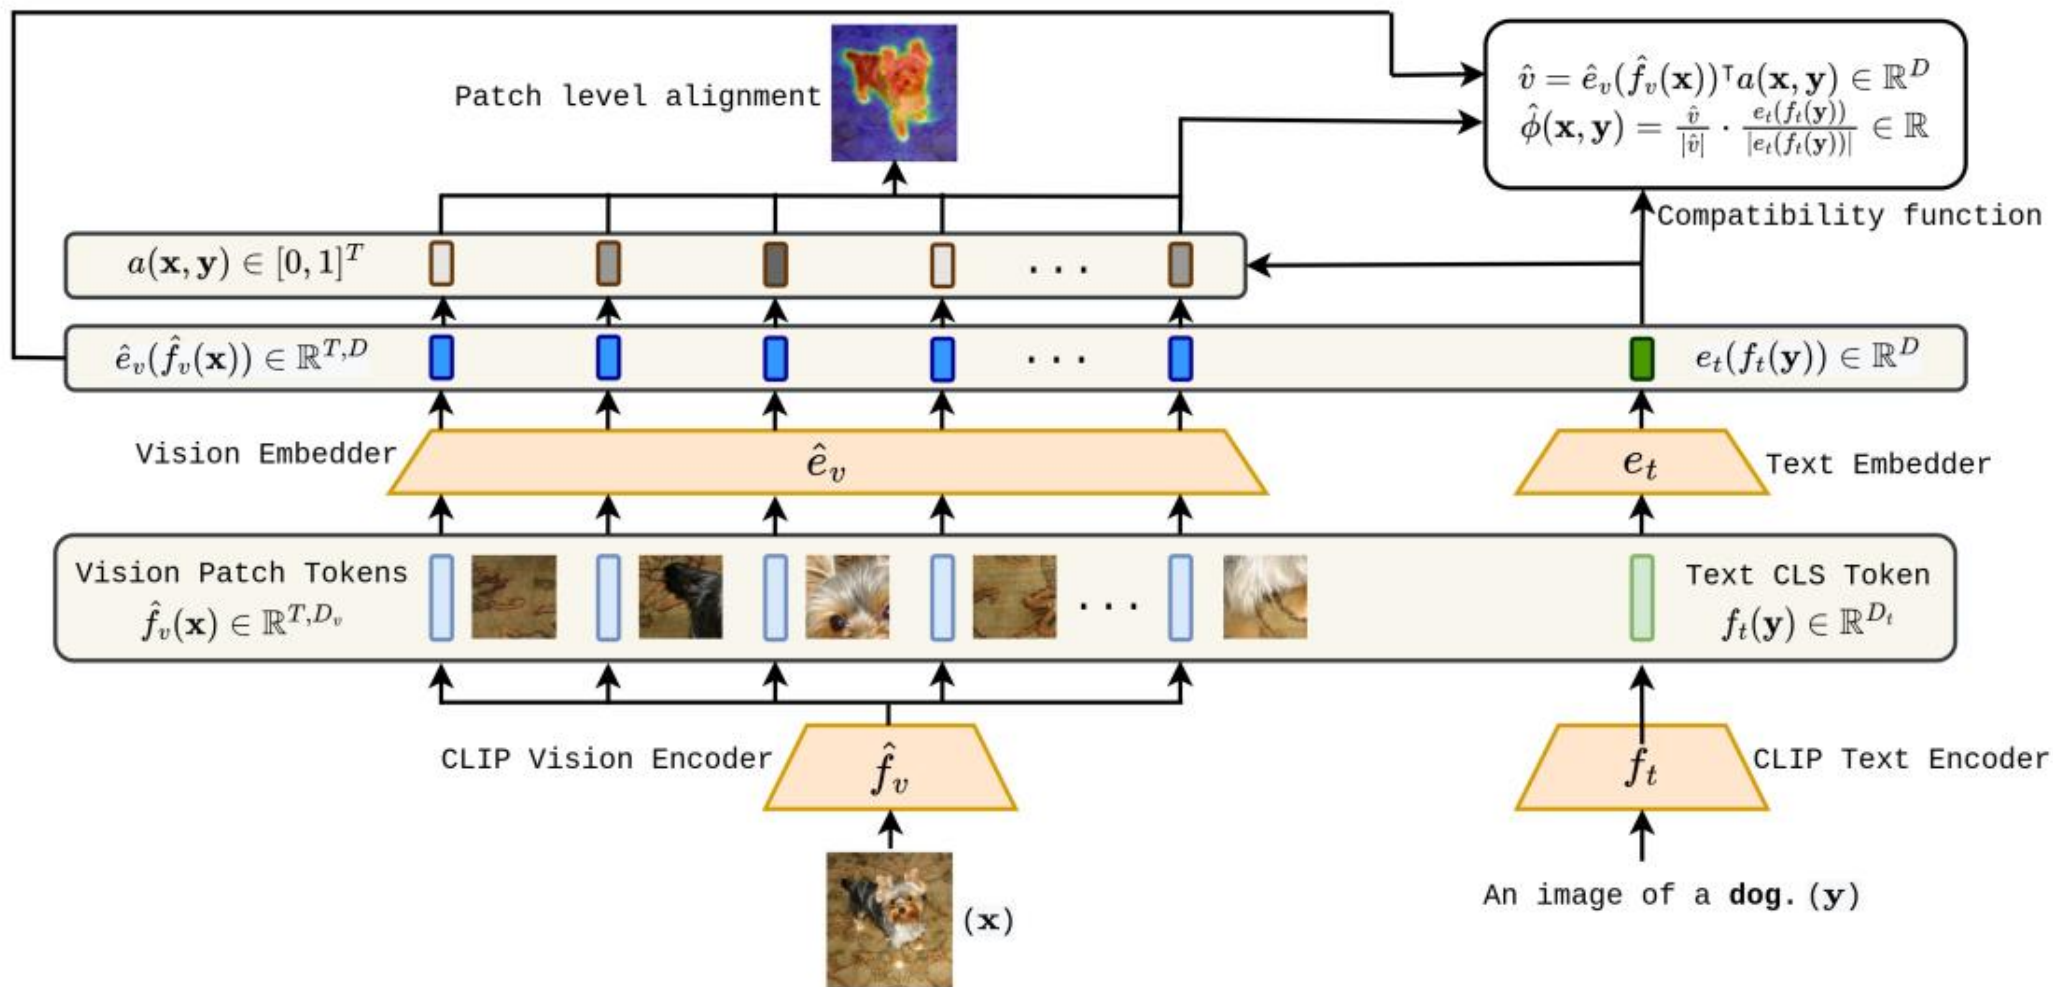 Patch level alignment
v̂ = ê_v(f̂_v(𝐱))^⊺a(𝐱, 𝐲) ∈ ℝ^D
ϕ̂(𝐱, 𝐲) = v̂/|v̂| · e_t(f_t(𝐲))/|e_t(f_t(𝐲))| ∈ ℝ
Compatibility function
a(𝐱, 𝐲) ∈ [0, 1]^T
· · ·
ê_v(f̂_v(𝐱)) ∈ ℝ^{T,D}
· · ·
e_t(f_t(𝐲)) ∈ ℝ^D
Vision Embedder
ê_v
e_t
Text Embedder
Vision Patch Tokens
f̂_v(𝐱) ∈ ℝ^{T,D_v}
· · ·
Text CLS Token
f_t(𝐲) ∈ ℝ^{D_t}
CLIP Vision Encoder
f̂_v
f_t
CLIP Text Encoder
(𝐱)
An image of a dog. (𝐲)